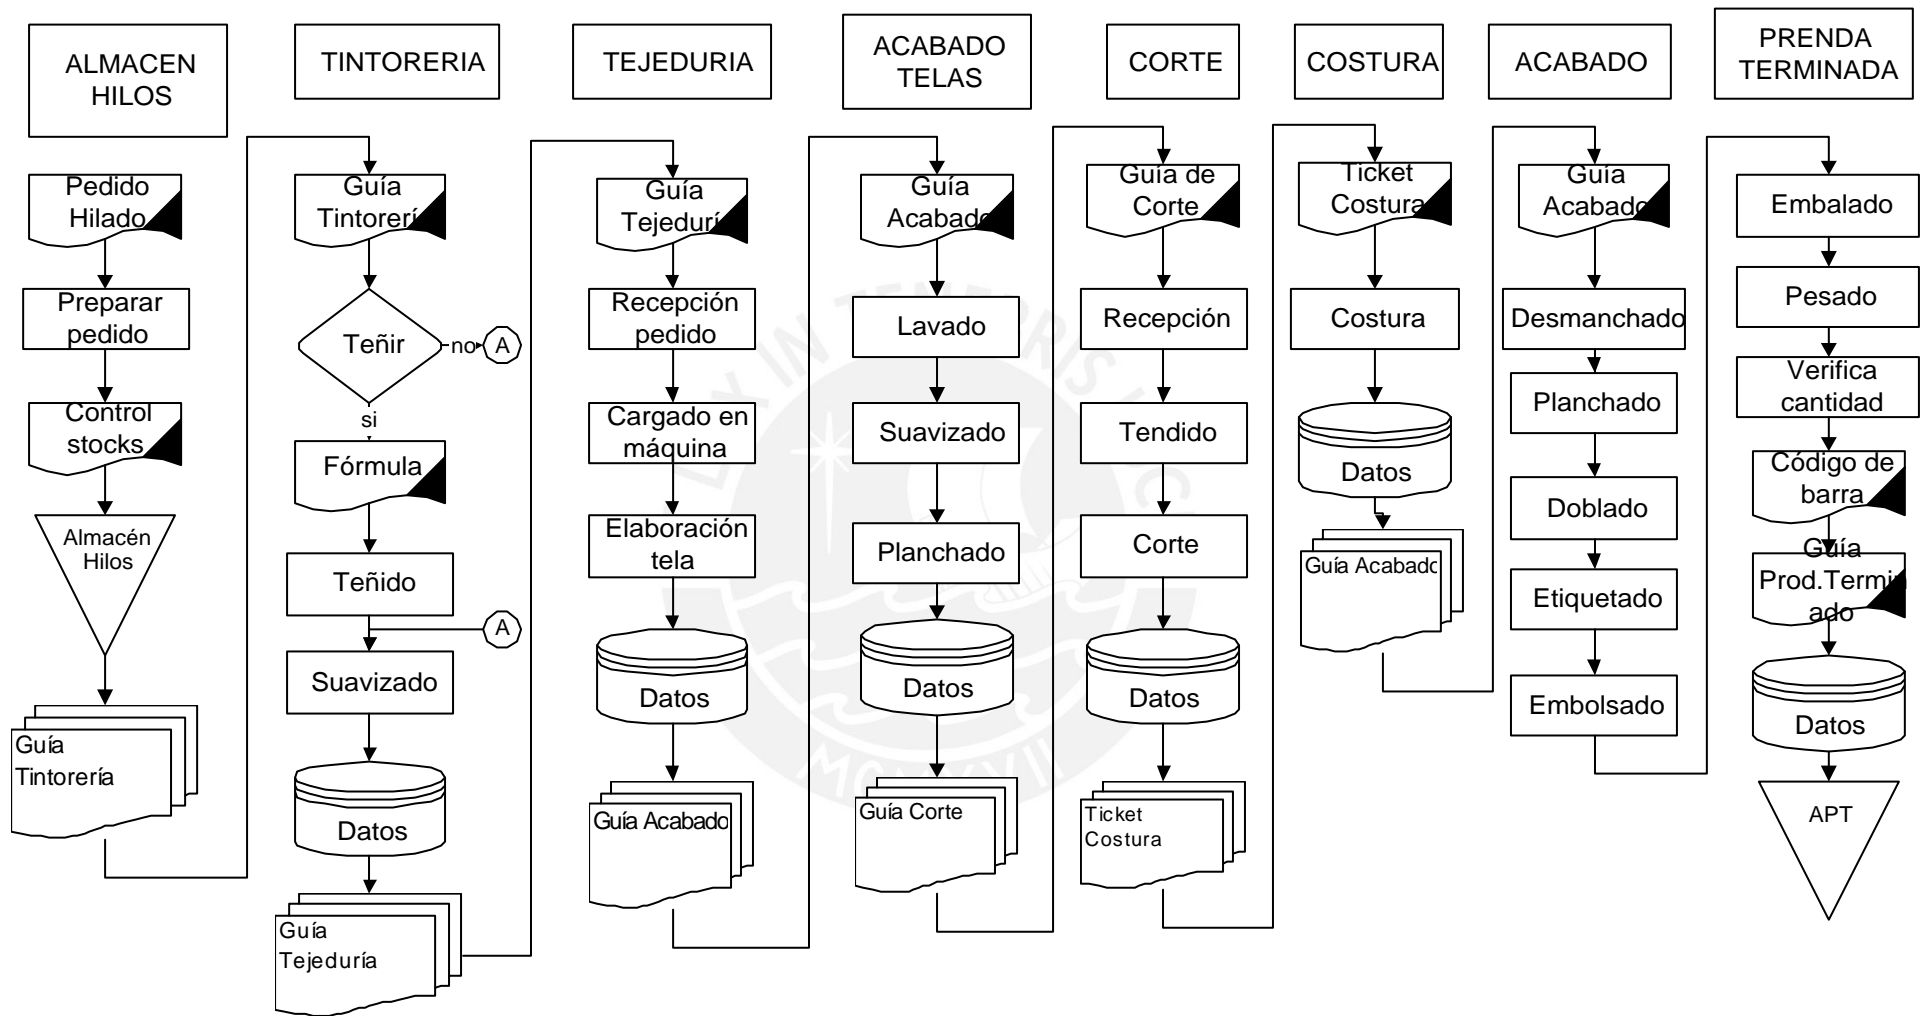 ALMACEN
HILOS
TINTORERIA
TEJEDURIA
ACABADO
TELAS
CORTE
COSTURA
ACABADO
PRENDA
TERMINADA
Pedido
Hilado
Preparar
pedido
Control
stocks
Almacén
Hilos
Guía
Tintorería
Guía
Tinтorerí
Teñir
no
A
si
Fórmula
Teñido
A
Suavizado
Datos
Guía
Tejeduría
Guía
Tejedurí
Recepción
pedido
Cargado en
máquina
Elaboración
tela
Datos
Guía Acabado
Guía
Acabado
Lavado
Suavizado
Planchado
Datos
Guía Corte
Guía de
Corte
Recepción
Tendido
Corte
Datos
Ticket
Costura
Ticket
Costura
Costura
Datos
Guía Acabado
Guía
Acabado
Desmanchado
Planchado
Doblado
Etiquetado
Embolsado
Embalado
Pesado
Verifica
cantidad
Código de
barra
Guía
Prod.Termin
ado
Datos
APT